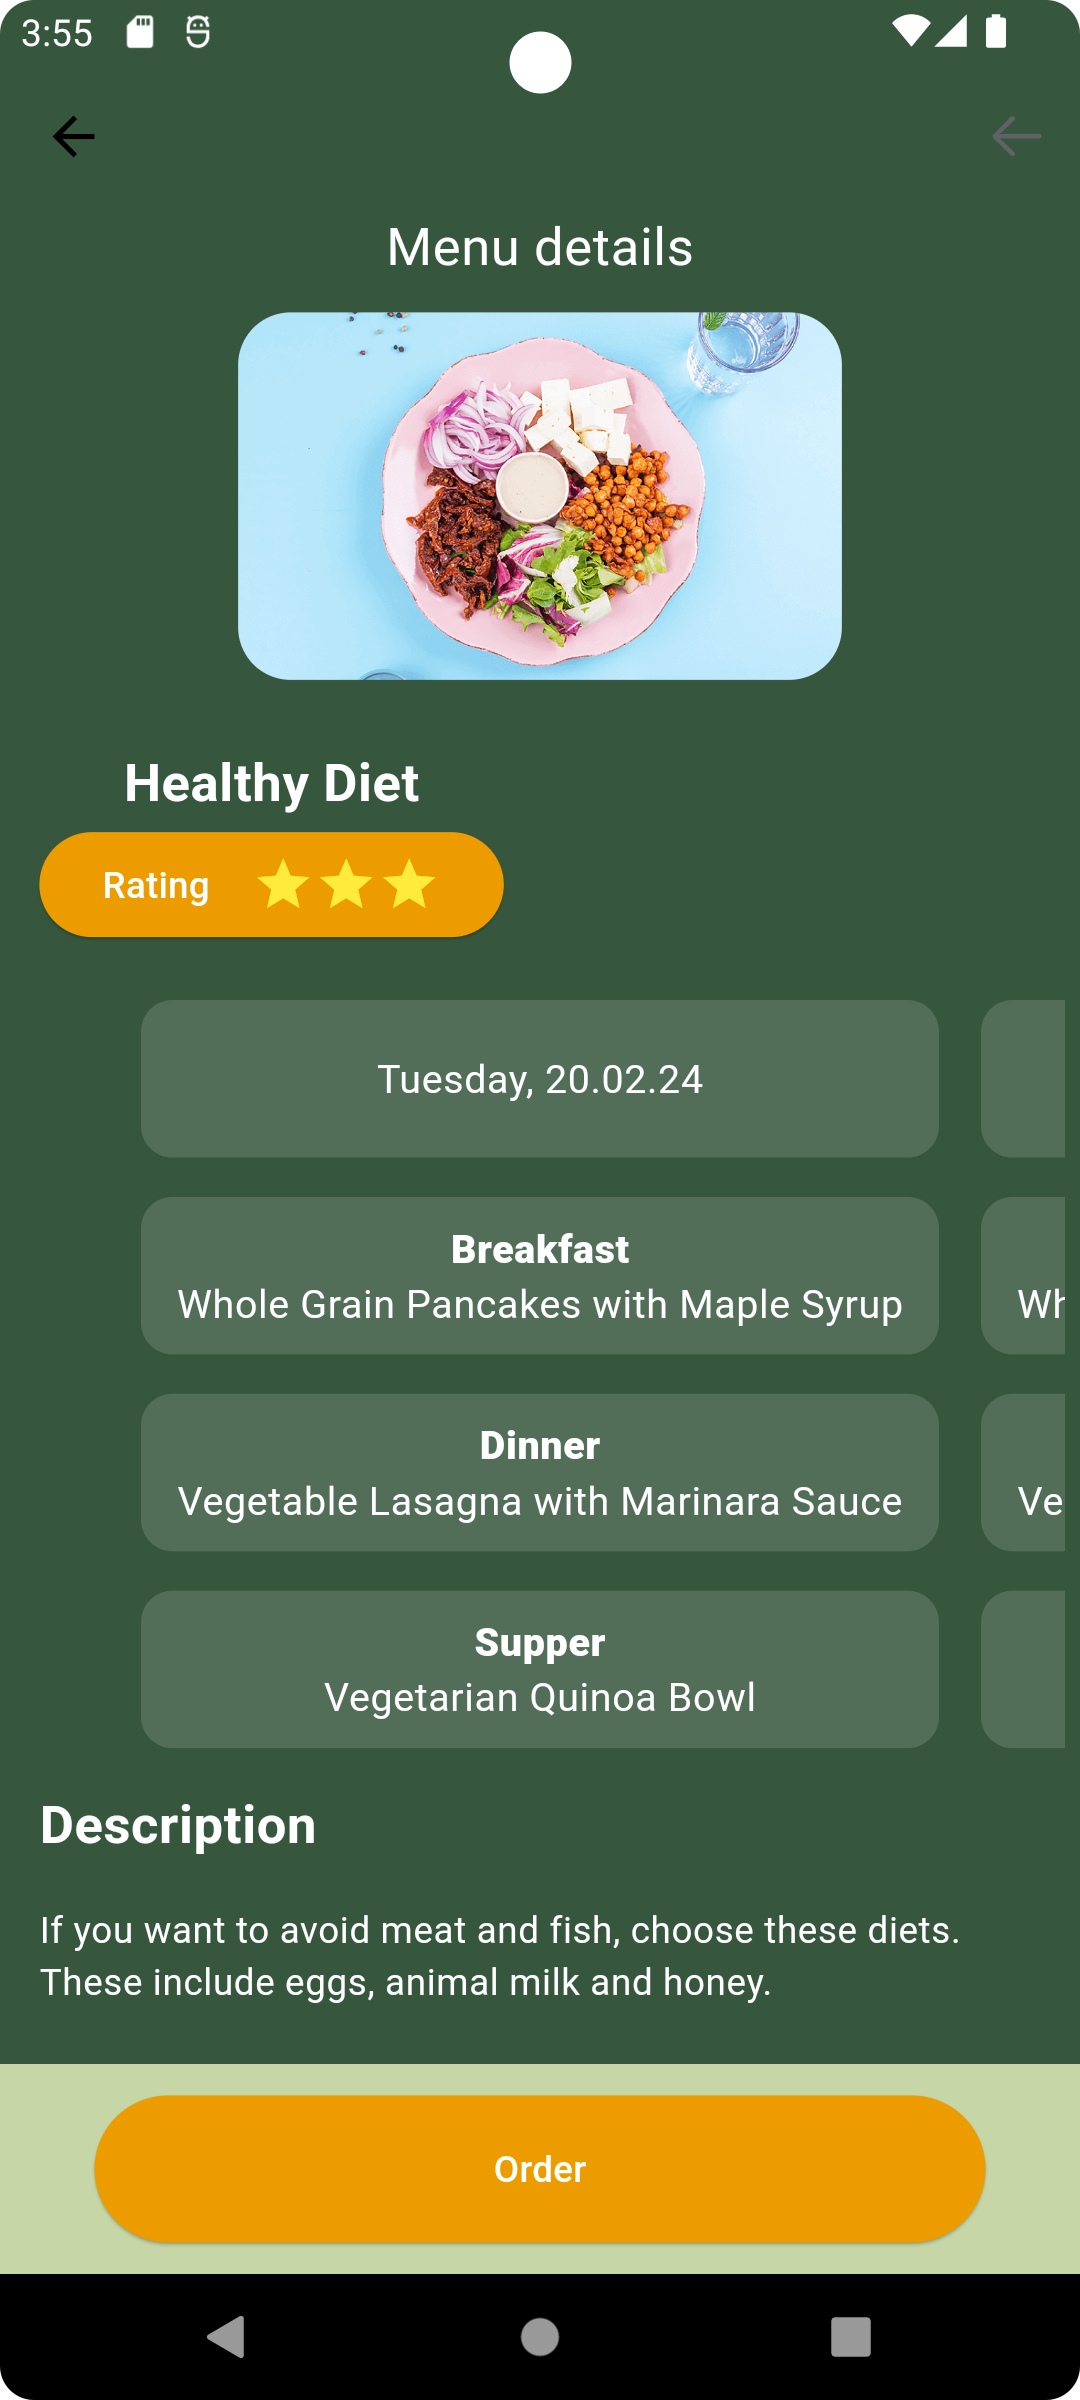 3:55
Menu details
Healthy Diet
Rating
Tuesday, 20.02.24
Breakfast
Whole Grain Pancakes with Maple Syrup
Wh
Dinner
Vegetable Lasagna with Marinara Sauce
Ve
Supper
Vegetarian Quinoa Bowl
Description
If you want to avoid meat and fish, choose these diets.
These include eggs, animal milk and honey.
Order